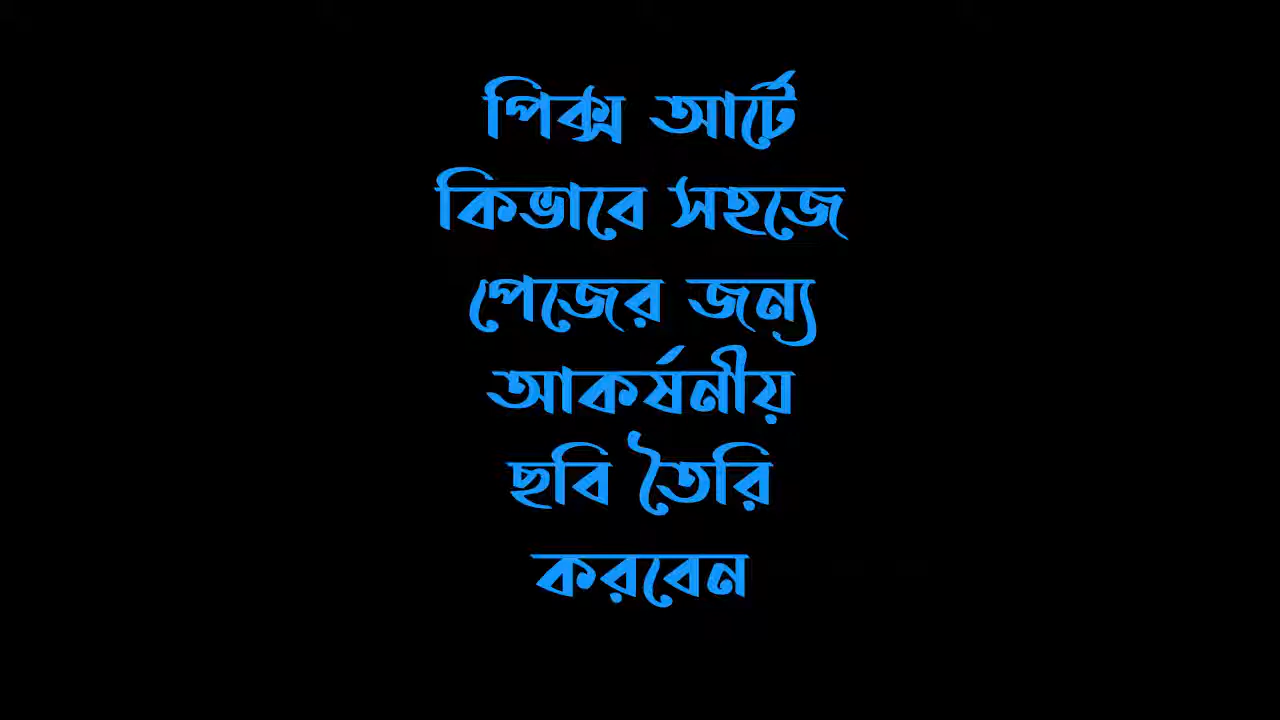 পিক্স আর্টে
কিভাবে সহজে
পেজের জন্য
আকর্ষনীয়
ছবি তৈরি
করবেন